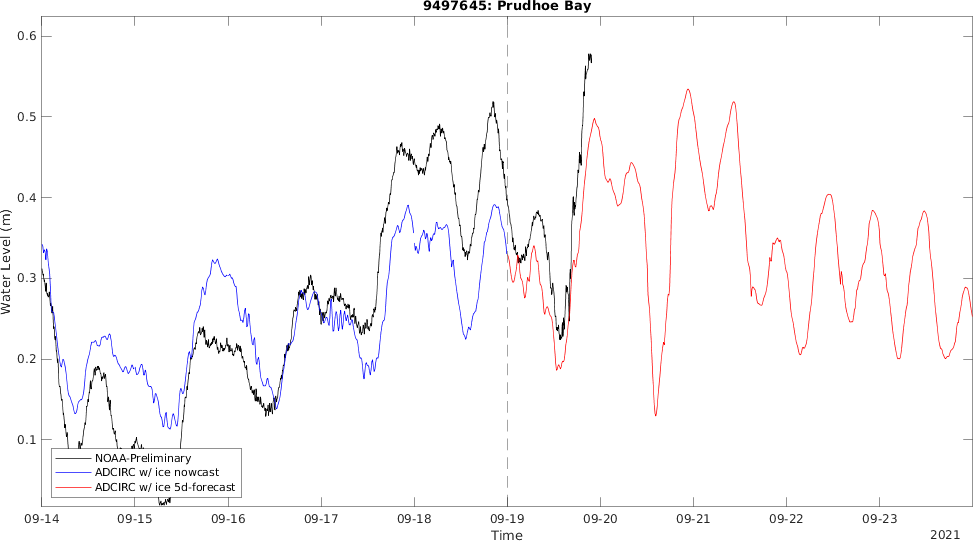 9497645: Prudhoe Bay
0.6
0.5
0.4
0.3
0.2
0.1
Water Level (m)
NOAA-Preliminary
ADCIRC w/ ice nowcast
ADCIRC w/ ice 5d-forecast
09-14 09-15 09-16 09-17 09-18 09-19 09-20 09-21 09-22 09-23
Time
2021